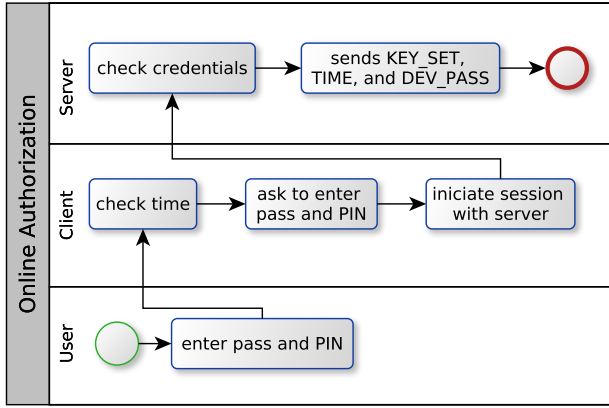 Online Authorization
Server
check credentials
sends KEY_SET,
TIME, and DEV_PASS
Client
check time
ask to enter
pass and PIN
iniciate session
with server
User
enter pass and PIN